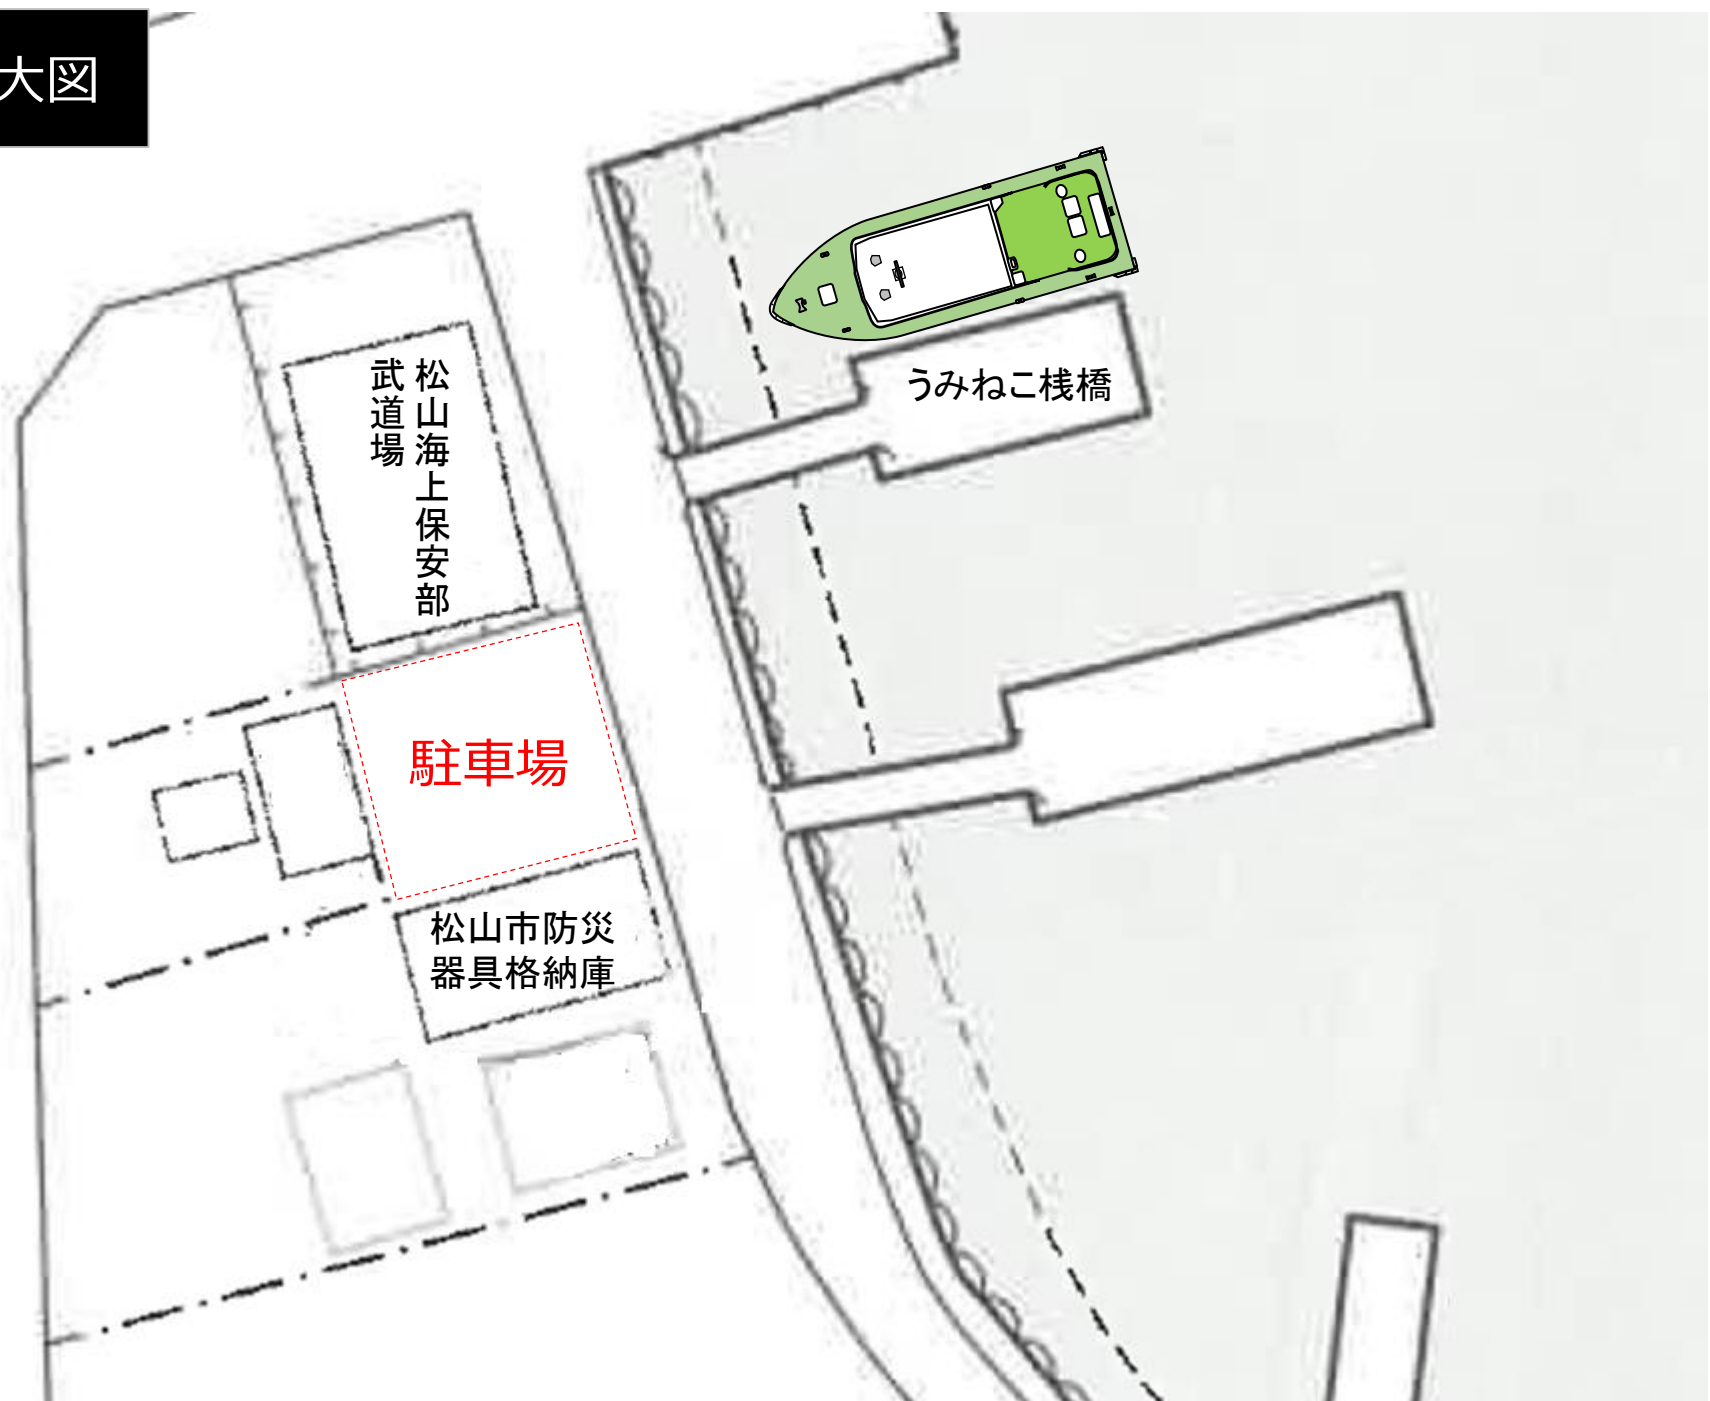 大図
松山海上保安部
武道場
うみねこ桟橋
駐車場
松山市防災
器具格納庫